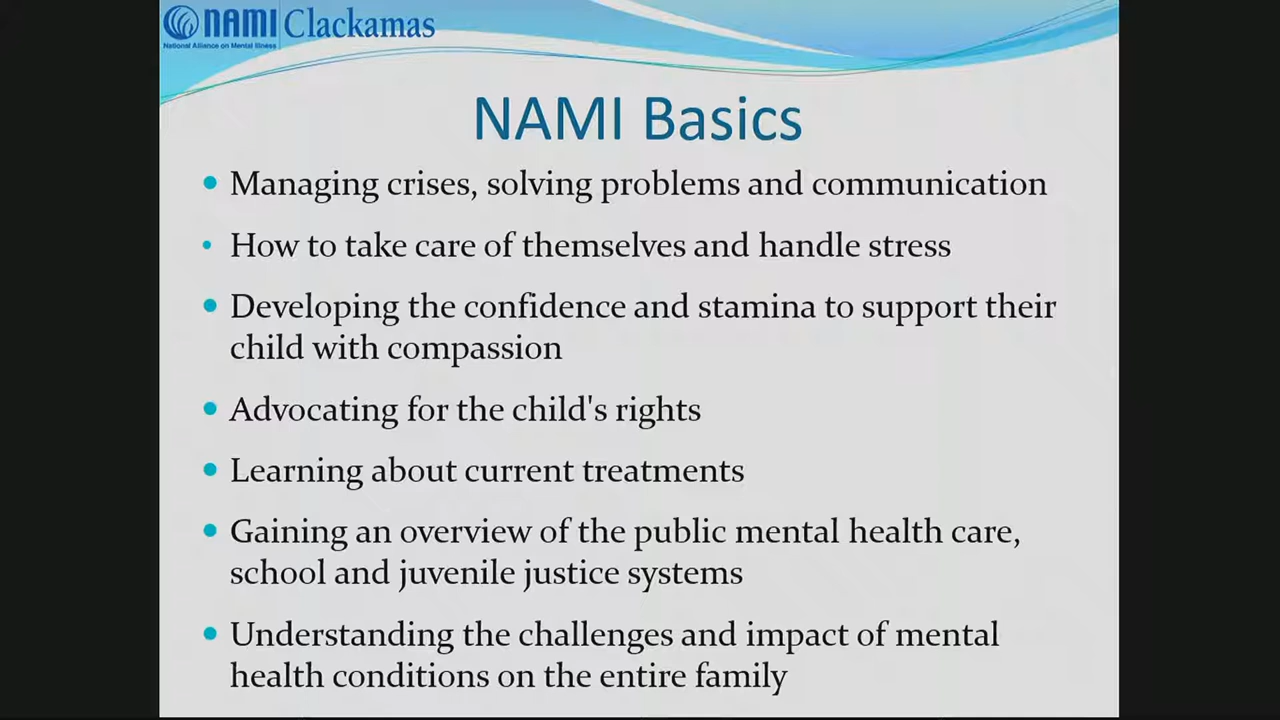 NAMI Clackamas
National Alliance on Mental Illness
NAMI Basics
• Managing crises, solving problems and communication
• How to take care of themselves and handle stress
• Developing the confidence and stamina to support their
child with compassion
• Advocating for the child's rights
• Learning about current treatments
• Gaining an overview of the public mental health care,
school and juvenile justice systems
• Understanding the challenges and impact of mental
health conditions on the entire family